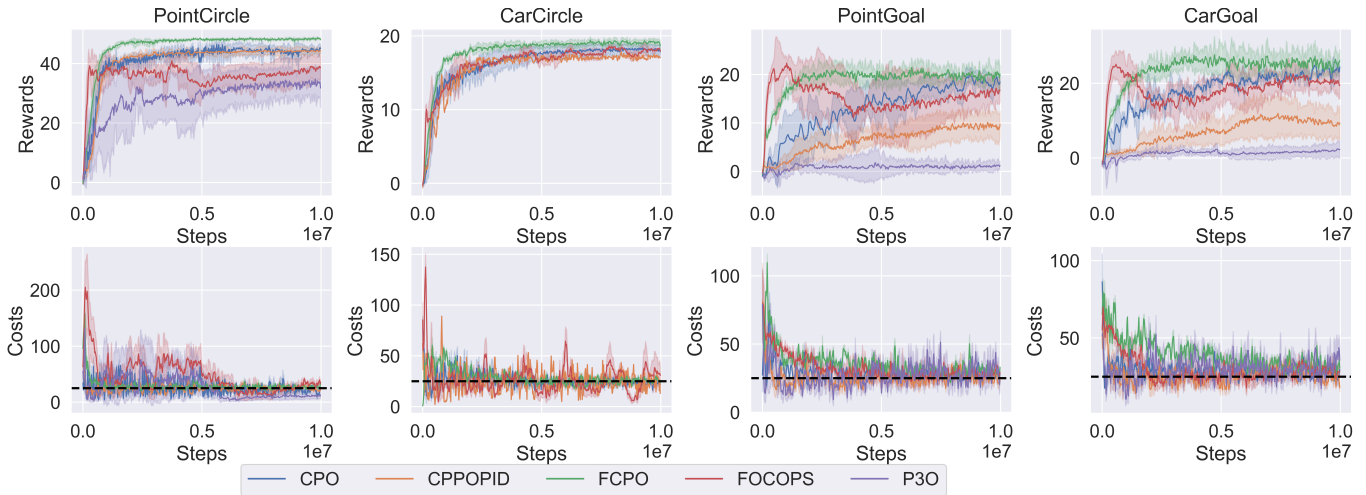 PointCircle CarCircle PointGoal CarGoal
Rewards Rewards Rewards Rewards
40 20 20 20
20 10 10 0
0 0 0
0.0 0.5 1.0 0.0 0.5 1.0 0.0 0.5 1.0 0.0 0.5 1.0
Steps 1e7 Steps 1e7 Steps 1e7 Steps 1e7
Costs Costs Costs Costs
200 150 100 100
100 100 50 50
0 50 0 0
0
0.0 0.5 1.0 0.0 0.5 1.0 0.0 0.5 1.0 0.0 0.5 1.0
Steps 1e7 Steps 1e7 Steps 1e7 Steps 1e7
CPO CPPOPID FCPO FOCOPS P3O